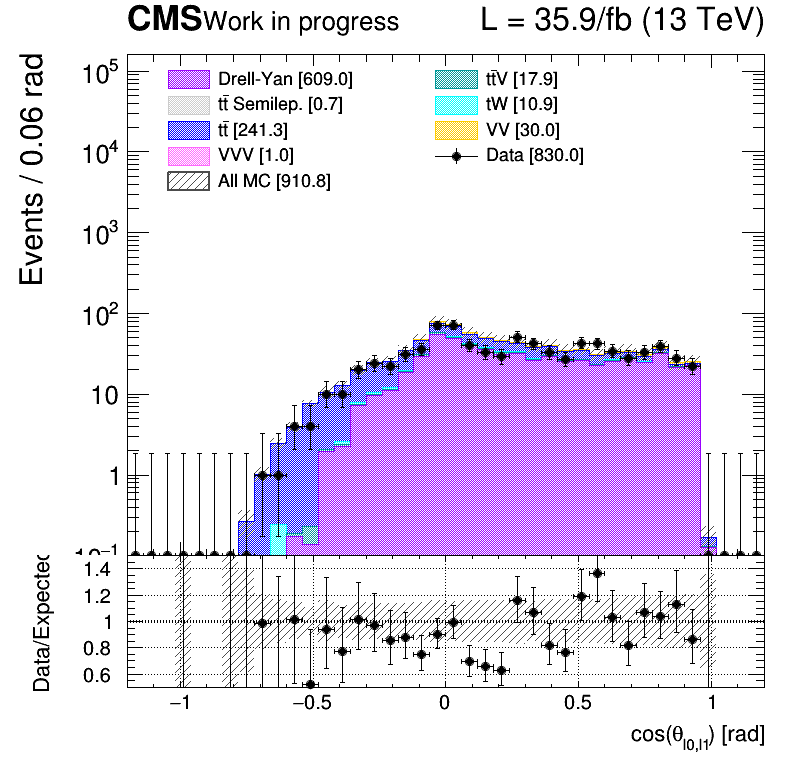 CMS Work in progress L = 35.9/fb (13 TeV)
Events / 0.06 rad
10⁵
10⁴
10³
10²
10
1
10⁻¹
Drell-Yan [609.0]
tt̄ Semilep. [0.7]
tt̄ [241.3]
VVV [1.0]
All MC [910.8]
tt̄V [17.9]
tW [10.9]
VV [30.0]
Data [830.0]
Data/Expected
1.4
1.2
1
0.8
0.6
−1 −0.5 0 0.5 1
cos(θ_l0,l1) [rad]